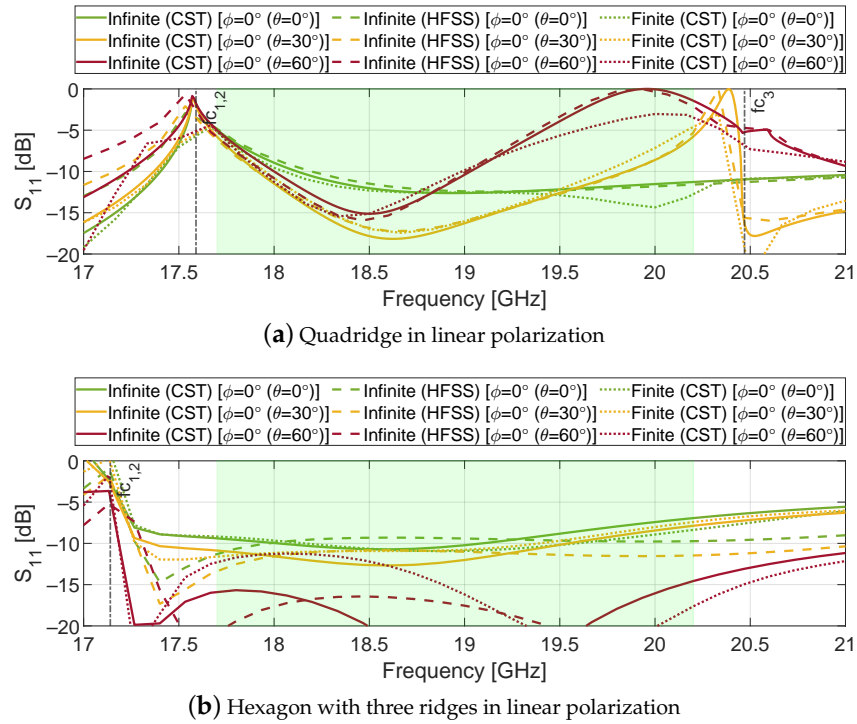 Infinite (CST) [ϕ=0° (θ=0°)] Infinite (HFSS) [ϕ=0° (θ=0°)] Finite (CST) [ϕ=0° (θ=0°)]
Infinite (CST) [ϕ=0° (θ=30°)] Infinite (HFSS) [ϕ=0° (θ=30°)] Finite (CST) [ϕ=0° (θ=30°)]
Infinite (CST) [ϕ=0° (θ=60°)] Infinite (HFSS) [ϕ=0° (θ=60°)] Finite (CST) [ϕ=0° (θ=60°)]
0
−5
−10
−15
−20
S11 [dB]
fc1,2
fc3
17 17.5 18 18.5 19 19.5 20 20.5 21
Frequency [GHz]
(a) Quadridge in linear polarization
Infinite (CST) [ϕ=0° (θ=0°)] Infinite (HFSS) [ϕ=0° (θ=0°)] Finite (CST) [ϕ=0° (θ=0°)]
Infinite (CST) [ϕ=0° (θ=30°)] Infinite (HFSS) [ϕ=0° (θ=30°)] Finite (CST) [ϕ=0° (θ=30°)]
Infinite (CST) [ϕ=0° (θ=60°)] Infinite (HFSS) [ϕ=0° (θ=60°)] Finite (CST) [ϕ=0° (θ=60°)]
0
−5
−10
−15
−20
S11 [dB]
fc1,2
17 17.5 18 18.5 19 19.5 20 20.5 21
Frequency [GHz]
(b) Hexagon with three ridges in linear polarization